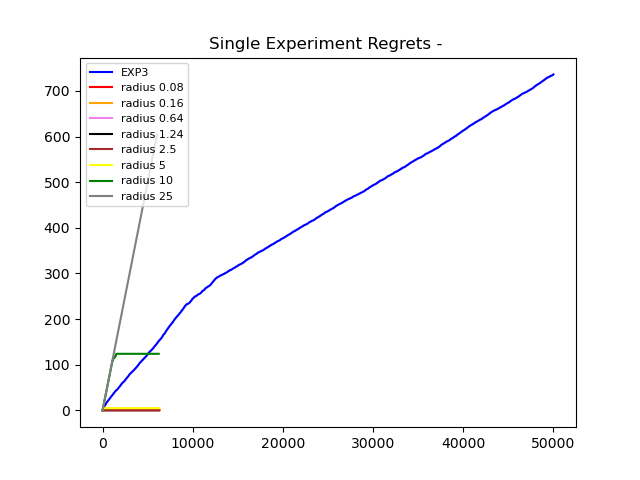 Single Experiment Regrets -
EXP3
radius 0.08
radius 0.16
radius 0.64
radius 1.24
radius 2.5
radius 5
radius 10
radius 25
700
600
500
400
300
200
100
0
0 10000 20000 30000 40000 50000